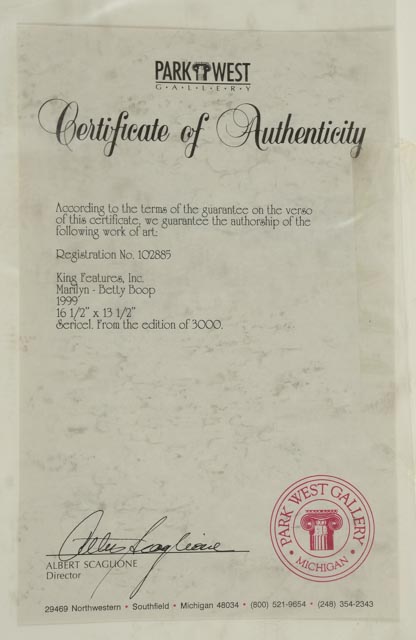 PARK WEST
G·A·L·L·E·R·Y
Certificate of Authenticity
According to the terms of the guarantee on the verso
of this certificate, we guarantee the authorship of the
following work of art:
Registration No. 102885
King Features, Inc.
Marilyn - Betty Boop
1999
16 1/2" x 13 1/2"
Sericel. From the edition of 3000.
Albert Scaglione
ALBERT SCAGLIONE
Director
PARK WEST GALLERY
• MICHIGAN •
29469 Northwestern • Southfield • Michigan 48034 • (800) 521-9654 • (248) 354-2343